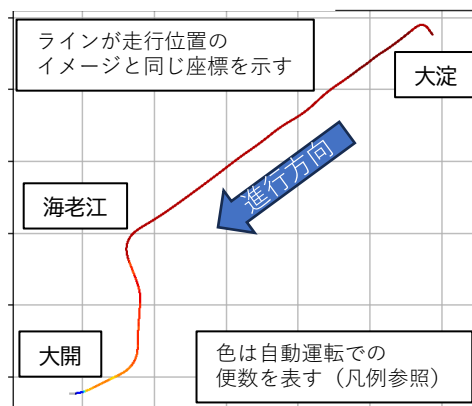 ラインが走行位置の
イメージと同じ座標を示す
大淀
進行方向
海老江
大開
色は自動運転での
便数を表す（凡例参照）